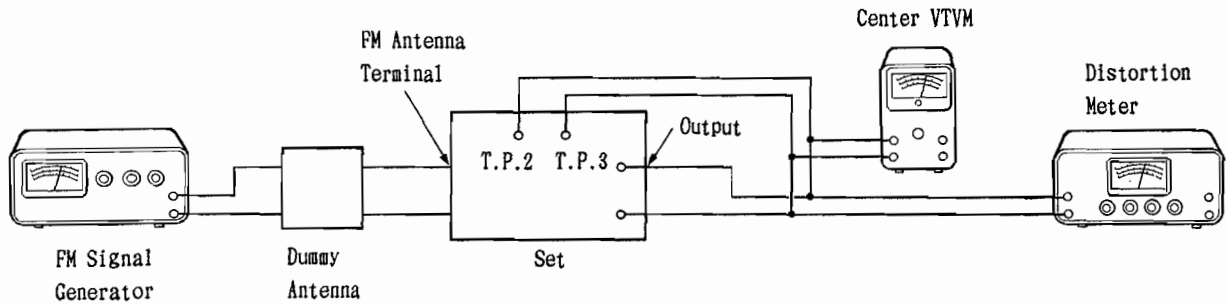 Center VTVM
FM Antenna
Terminal
Distortion
Meter
T.P.2
T.P.3
Output
FM Signal
Generator
Dummy
Antenna
Set